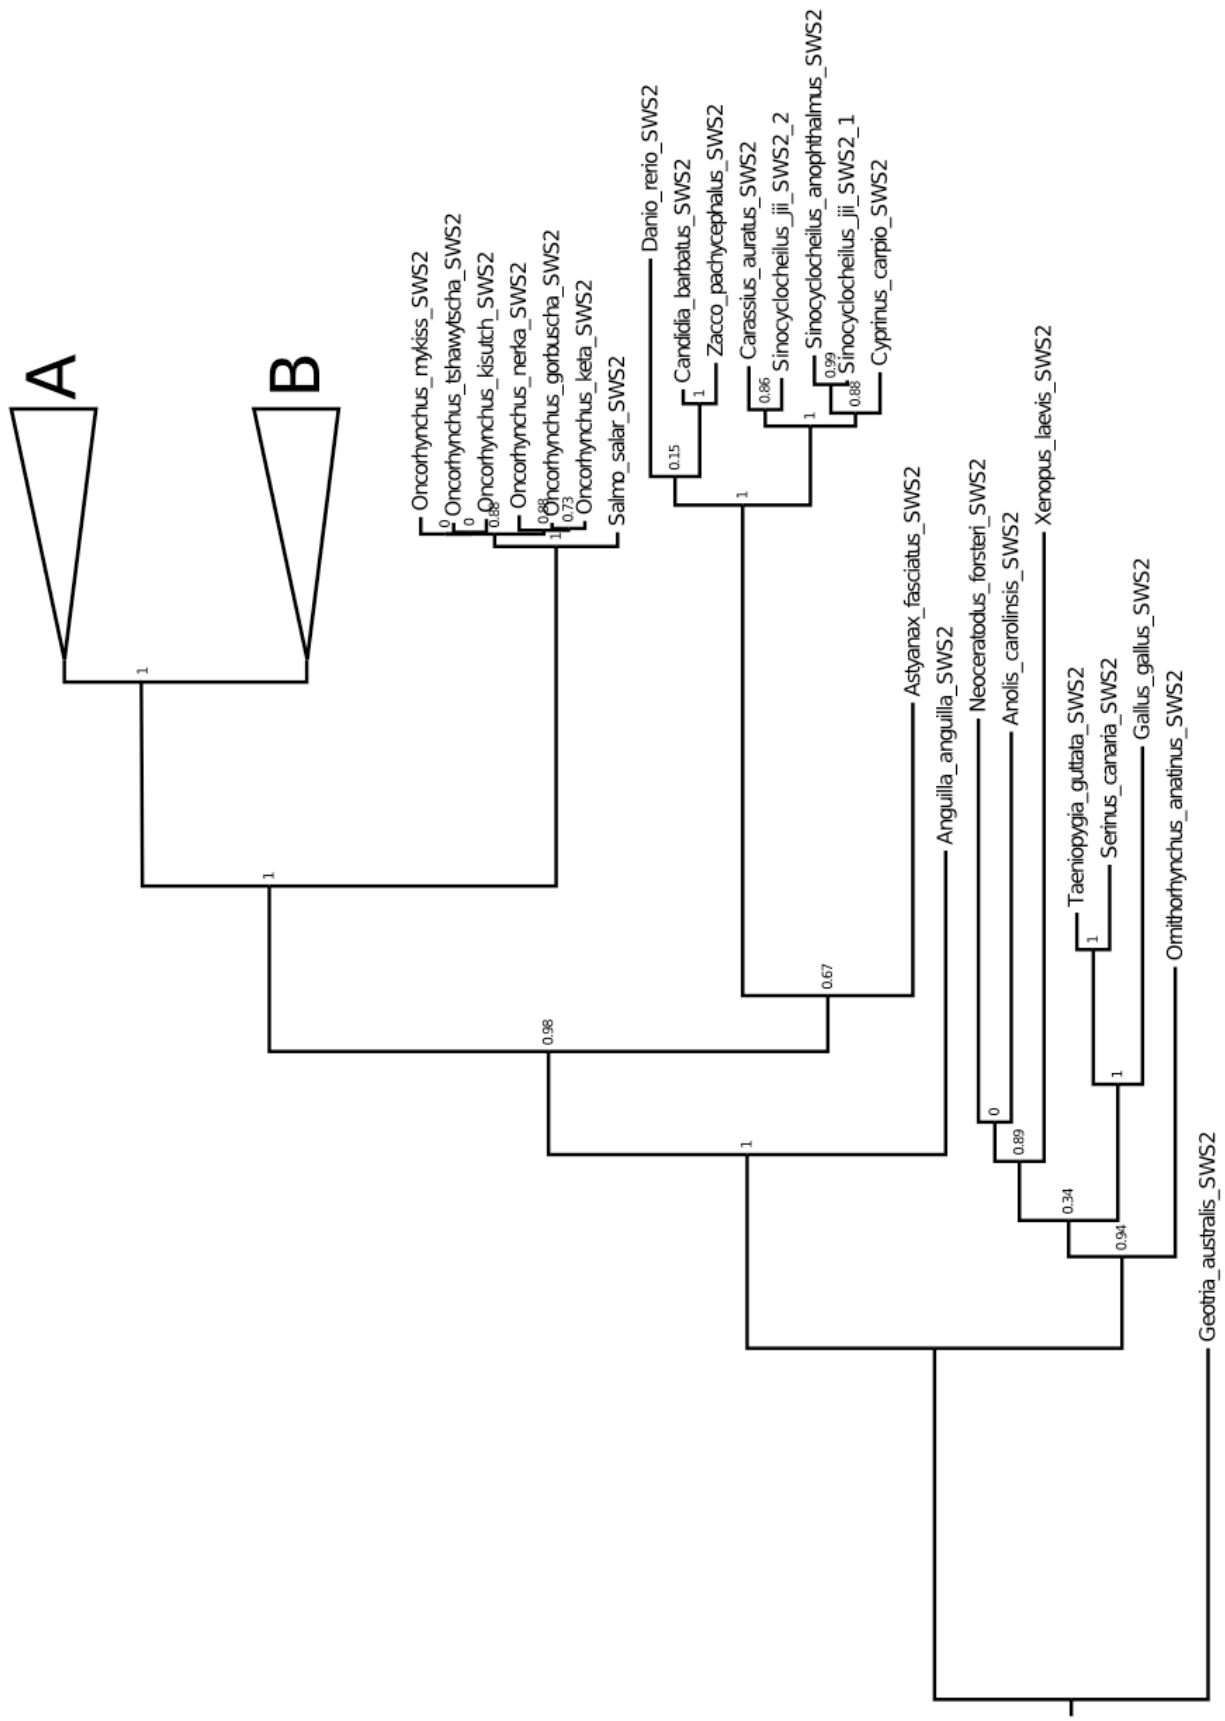 A
B
Oncorhynchus_mykiss_SWS2
Oncorhynchus_tshawytscha_SWS2
Oncorhynchus_kisutch_SWS2
Oncorhynchus_nerka_SWS2
Oncorhynchus_gorbuscha_SWS2
Oncorhynchus_keta_SWS2
Salmo_salar_SWS2
Danio_rerio_SWS2
Candidia_barbatus_SWS2
Zacco_pachycephalus_SWS2
Carassius_auratus_SWS2
Sinocyclocheilus_jii_SWS2_2
Sinocyclocheilus_anophthalmus_SWS2
Sinocyclocheilus_jii_SWS2_1
Cyprinus_carpio_SWS2
Astyanax_fasciatus_SWS2
Anguilla_anguilla_SWS2
Neoceratodus_forsteri_SWS2
Anolis_carolinsis_SWS2
Xenopus_laevis_SWS2
Taeniopygia_guttata_SWS2
Serinus_canaria_SWS2
Gallus_gallus_SWS2
Ornithorhynchus_anatinus_SWS2
Geotria_australis_SWS2
1
1
0
0
0.88
0.88
0.73
1
0.15
1
1
0.86
1
0.99
0.88
0.98
0.67
1
0
0.89
0.34
0.94
1
1